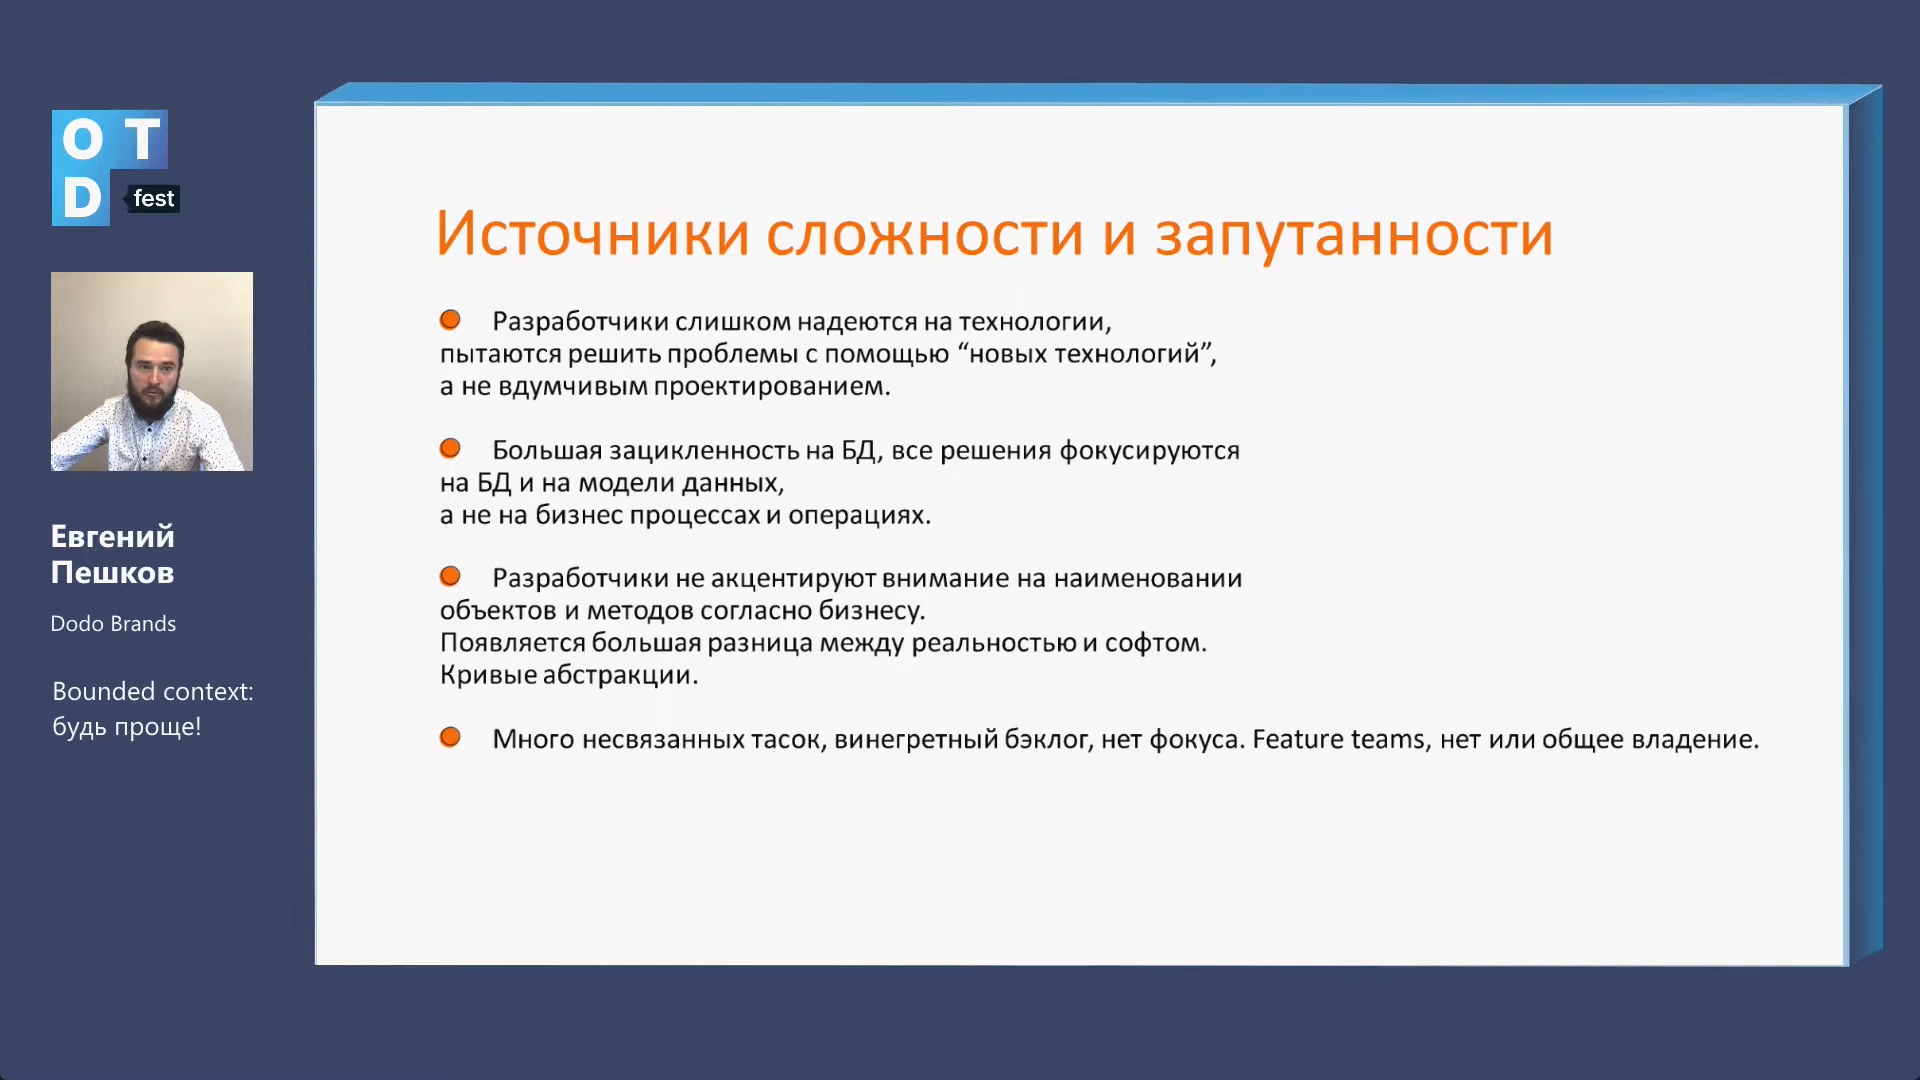 O T
D fest
Евгений
Пешков
Dodo Brands
Bounded context:
будь проще!
Источники сложности и запутанности
Разработчики слишком надеются на технологии,
пытаются решить проблемы с помощью “новых технологий”,
а не вдумчивым проектированием.
Большая зацикленность на БД, все решения фокусируются
на БД и на модели данных,
а не на бизнес процессах и операциях.
Разработчики не акцентируют внимание на наименовании
объектов и методов согласно бизнесу.
Появляется большая разница между реальностью и софтом.
Кривые абстракции.
Много несвязанных тасок, винегретный бэклог, нет фокуса. Feature teams, нет или общее владение.